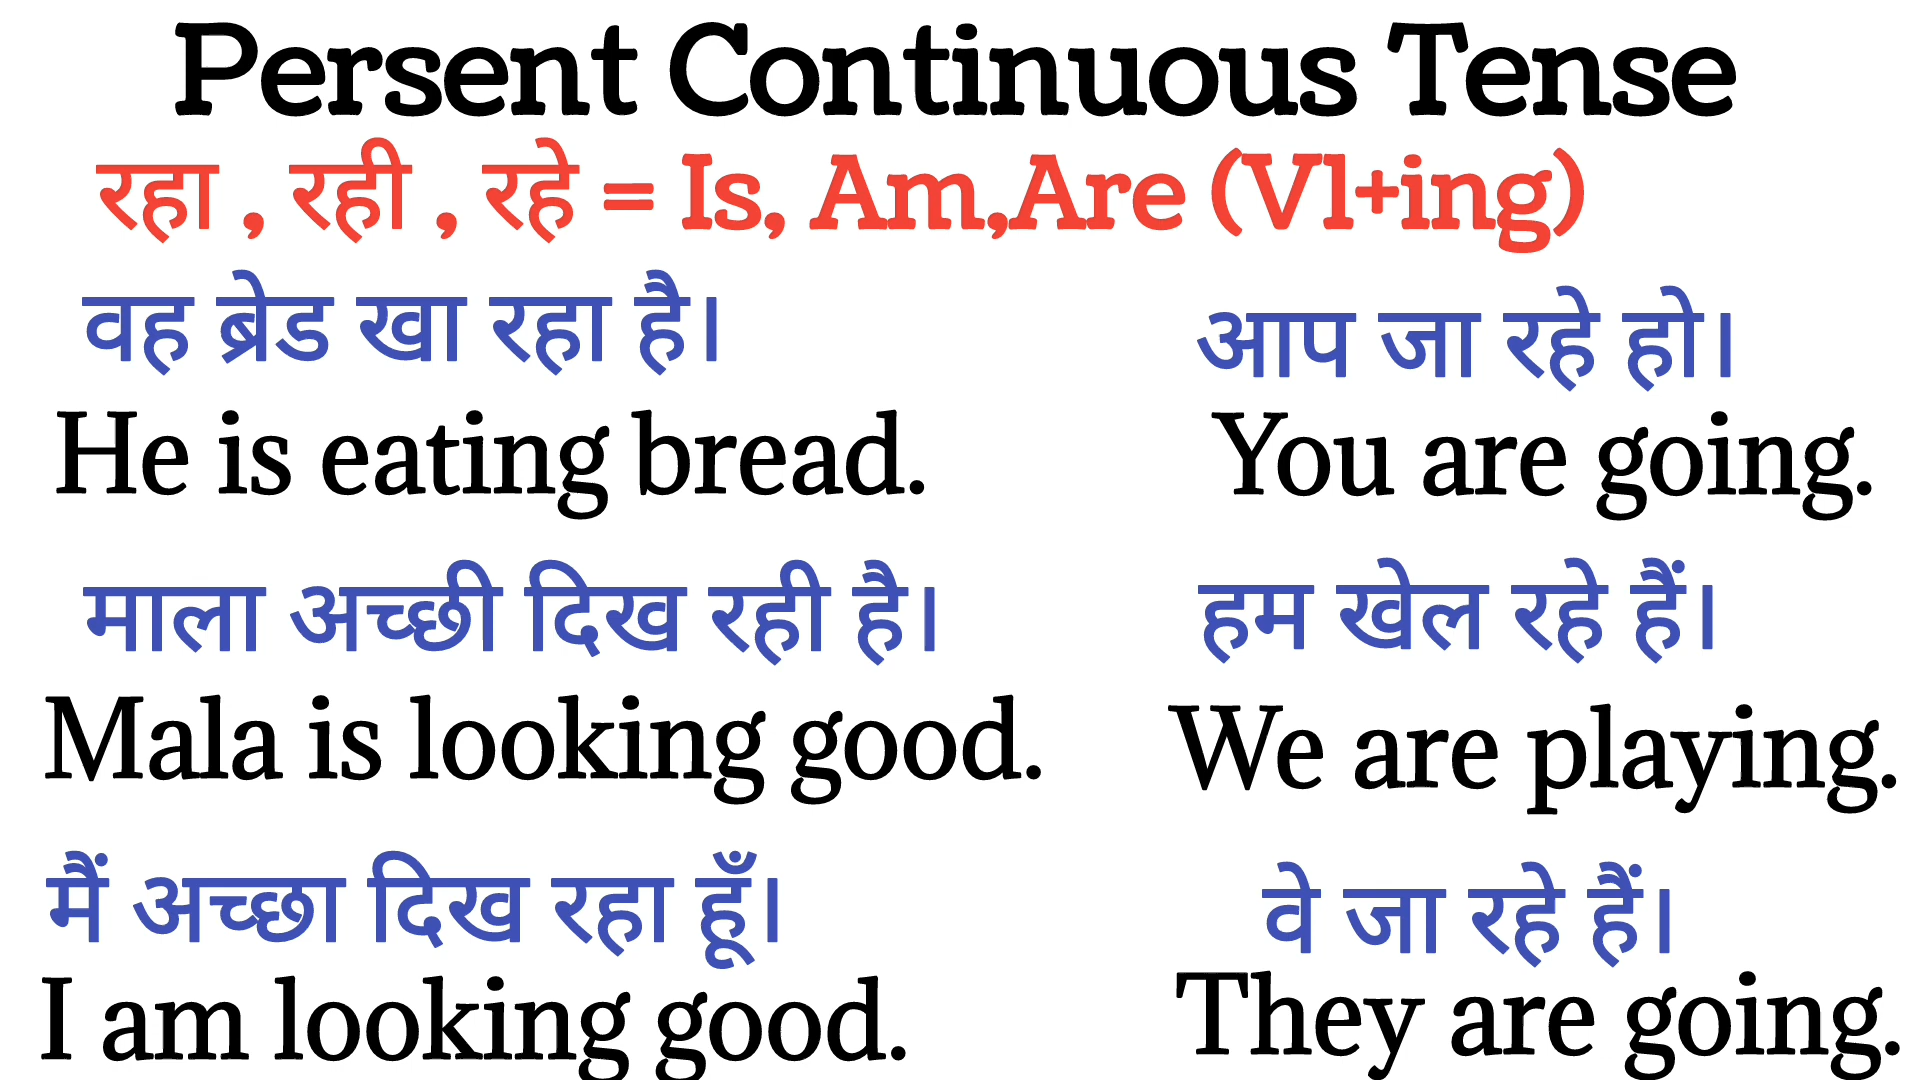 Persent Continuous Tense
रहा , रही , रहे = Is, Am,Are (V1+ing)
वह ब्रेड खा रहा है।
He is eating bread.
माला अच्छी दिख रही है।
Mala is looking good.
मैं अच्छा दिख रहा हूँ।
I am looking good.
आप जा रहे हो।
You are going.
हम खेल रहे हैं।
We are playing.
वे जा रहे हैं।
They are going.